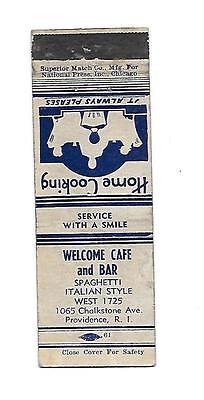 Superior Match Co., Mfg. For
National Press, Inc., Chicago
IT ALWAYS PLEASES
Home Cooking
SERVICE
WITH A SMILE
WELCOME CAFE
and BAR
SPAGHETTI
ITALIAN STYLE
WEST 1725
1065 Chalkstone Ave.
Providence, R. I.
61
Close Cover For Safety